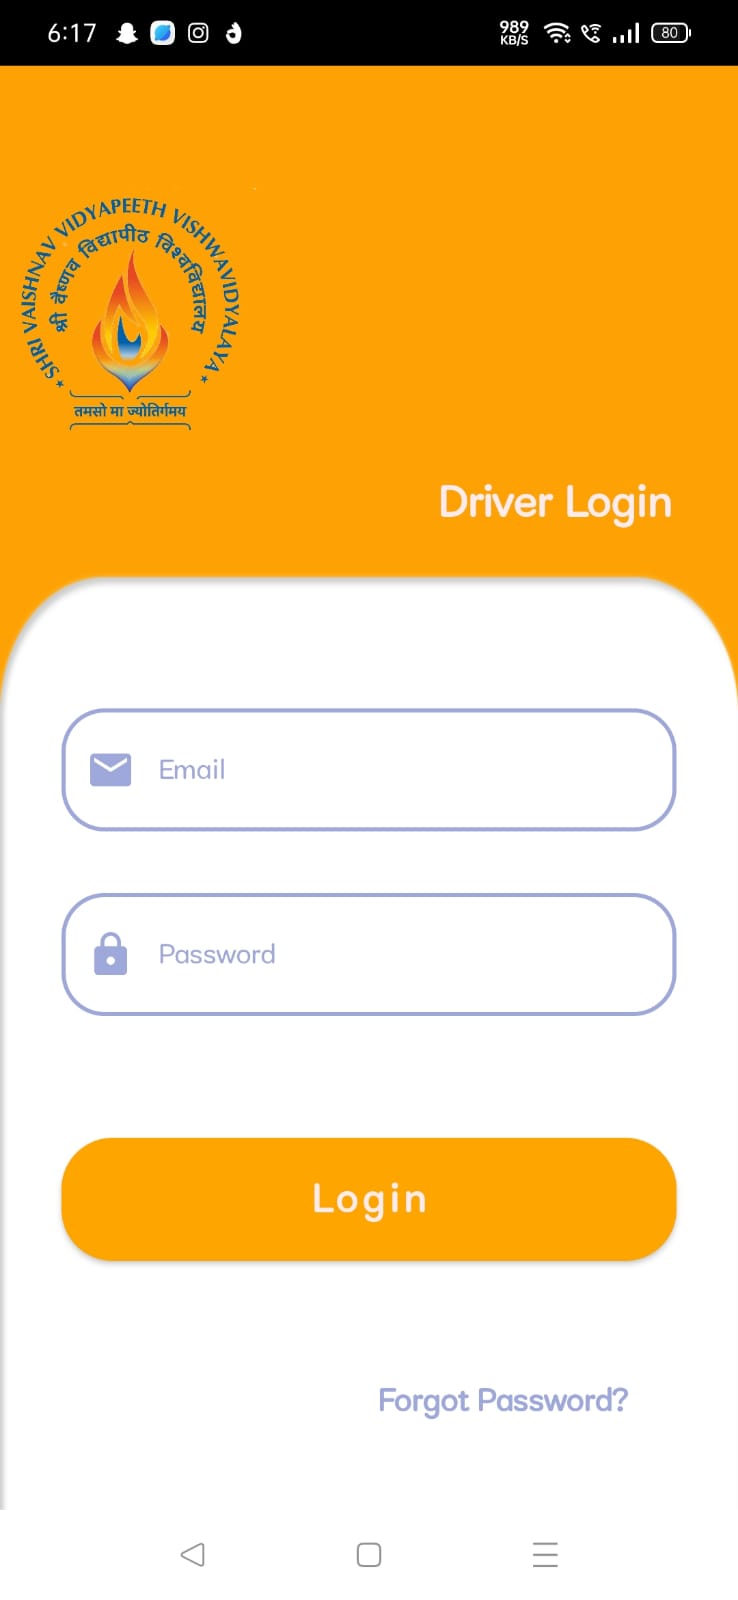 6:17
989
KB/S
80
SHRI VAISHNAV VIDYAPEETH VISHWAVIDYALAYA
श्री वैष्णव विद्यापीठ विश्वविद्यालय
तमसो मा ज्योतिर्गमय
Driver Login
Email
Password
Login
Forgot Password?